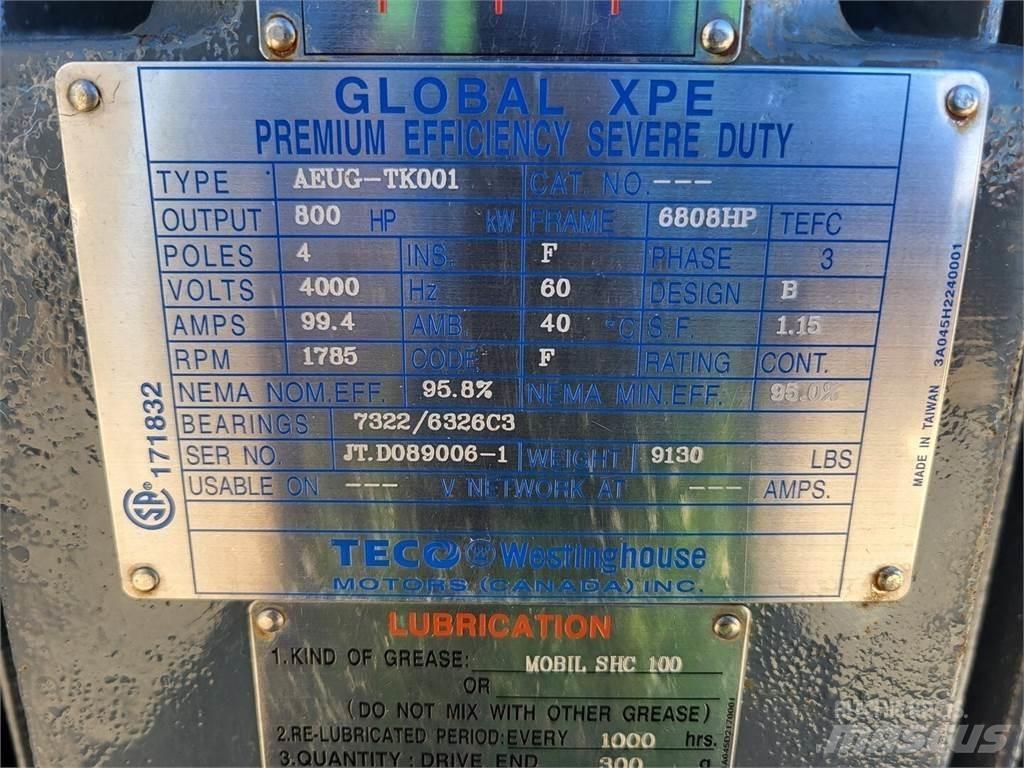 GLOBAL XPE
PREMIUM EFFICIENCY SEVERE DUTY
TYPE AEUG-TK001 CAT. NO. ---
OUTPUT 800 HP kW FRAME 6808HP TEFC
POLES 4 INS. F PHASE 3
VOLTS 4000 Hz 60 DESIGN B
AMPS 99.4 AMB. 40 °C S.F. 1.15
RPM 1785 CODE F RATING CONT.
NEMA NOM.EFF. 95.8% NEMA MIN.EFF. 95.0%
BEARINGS 7322/6326C3
SER NO. JT.D089006-1 WEIGHT 9130 LBS
USABLE ON --- V NETWORK AT --- AMPS.
TECO W Westinghouse
MOTORS (CANADA) INC.
SA® 171832
MADE IN TAIWAN 3A045H2240001
LUBRICATION
1.KIND OF GREASE: MOBIL SHC 100
OR
(DO NOT MIX WITH OTHER GREASE)
2.RE-LUBRICATED PERIOD:EVERY 1000 hrs.
3.QUANTITY: DRIVE END 300 g
mascus